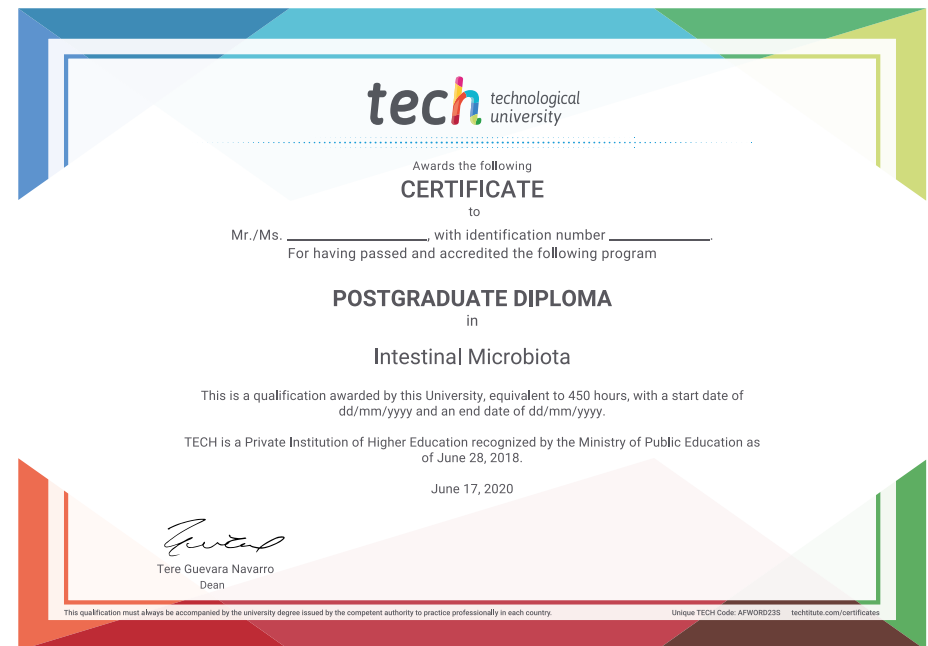 tech technological
university
Awards the following
CERTIFICATE
to
Mr./Ms. ____________________, with identification number ______________.
For having passed and accredited the following program
POSTGRADUATE DIPLOMA
in
Intestinal Microbiota
This is a qualification awarded by this University, equivalent to 450 hours, with a start date of
dd/mm/yyyy and an end date of dd/mm/yyyy.
TECH is a Private Institution of Higher Education recognized by the Ministry of Public Education as
of June 28, 2018.
June 17, 2020
Tere Guevara Navarro
Dean
This qualification must always be accompanied by the university degree issued by the competent authority to practice professionally in each country.
Unique TECH Code: AFWORD23S techtitute.com/certificates